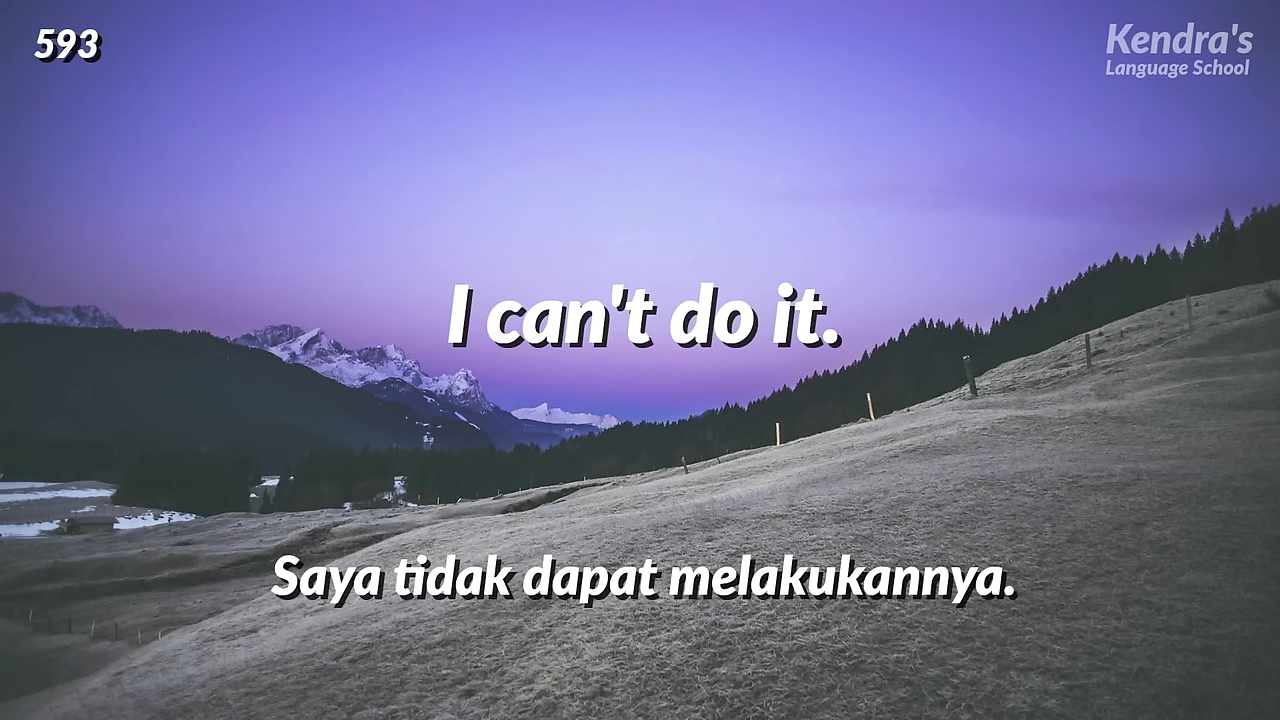 593
Kendra's
Language School
I can't do it.
Saya tidak dapat melakukannya.